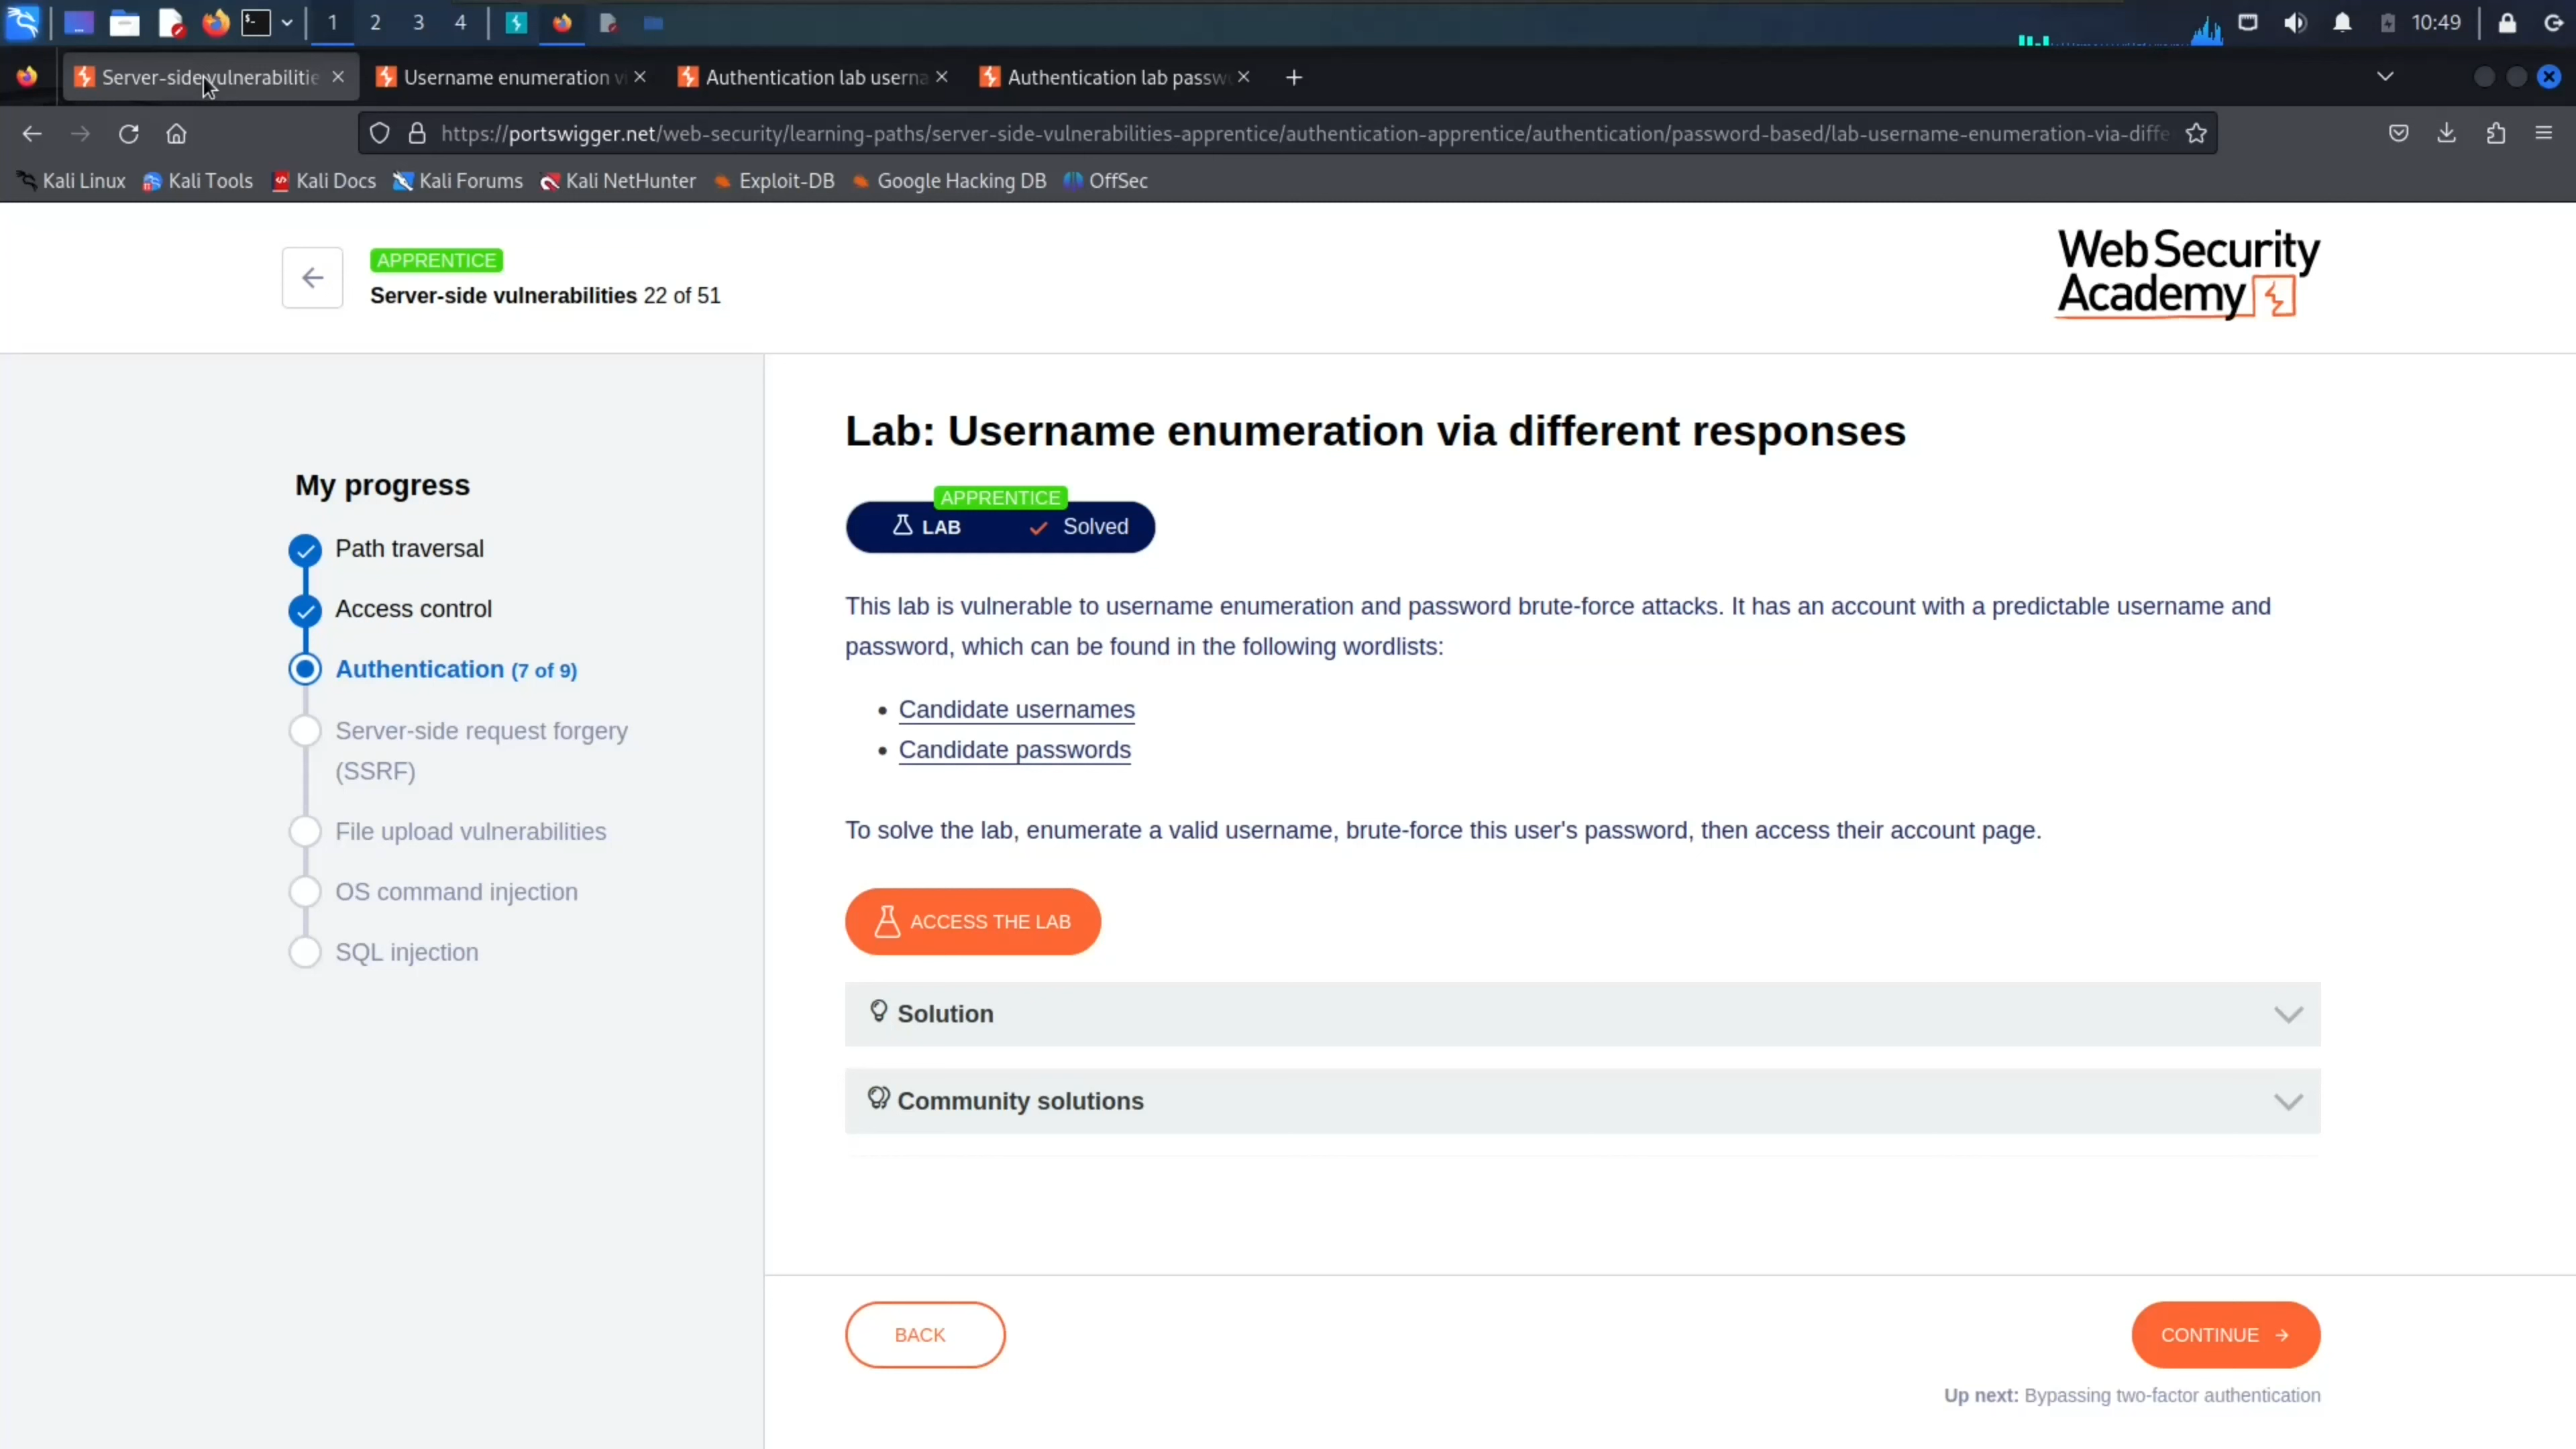 1 2 3 4 10:49
Server-side vulnerabilitie
Username enumeration v
Authentication lab userna
Authentication lab passw
https://portswigger.net/web-security/learning-paths/server-side-vulnerabilities-apprentice/authentication-apprentice/authentication/password-based/lab-username-enumeration-via-diffe
Kali Linux Kali Tools Kali Docs Kali Forums Kali NetHunter Exploit-DB Google Hacking DB OffSec
APPRENTICE
Server-side vulnerabilities 22 of 51
Web Security
Academy
My progress
Path traversal
Access control
Authentication (7 of 9)
Server-side request forgery
(SSRF)
File upload vulnerabilities
OS command injection
SQL injection
Lab: Username enumeration via different responses
APPRENTICE
LAB Solved
This lab is vulnerable to username enumeration and password brute-force attacks. It has an account with a predictable username and
password, which can be found in the following wordlists:
• Candidate usernames
• Candidate passwords
To solve the lab, enumerate a valid username, brute-force this user's password, then access their account page.
ACCESS THE LAB
Solution
Community solutions
BACK
CONTINUE
Up next: Bypassing two-factor authentication